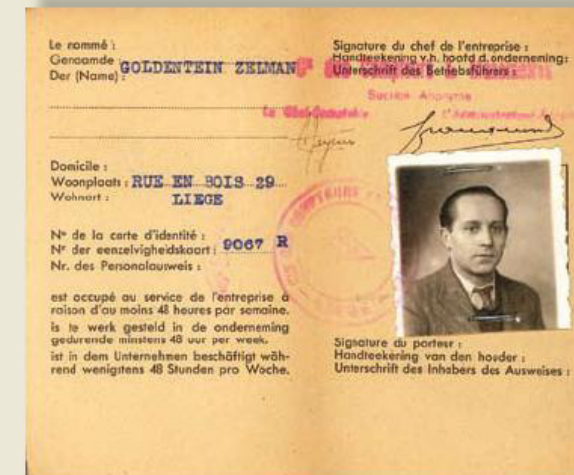 Le nommé :
Genaamde :
Der (Name) :
GOLDENTEIN ZELMAN
Domicile :
Woonplaats : RUE EN BOIS 29
Wohnort : LIEGE
N° de la carte d'identité :
Nr der eenzelvigheidskaart : 9067 R
Nr. des Personalausweis :
est occupé au service de l'entreprise à
raison d'au moins 48 heures par semaine.
is te werk gesteld in de onderneming
gedurende minstens 48 uur per week.
ist in dem Unternehmen beschäftigt wäh-
rend wenigstens 48 Stunden pro Woche.
Signature du chef de l'entreprise :
Handteekening v.h. hoofd d. onderneming:
Unterschrift des Betriebsführers :
Société Anonyme
Signature du porteur :
Handteekening van den houder :
Unterschrift des Inhabers des Ausweises :